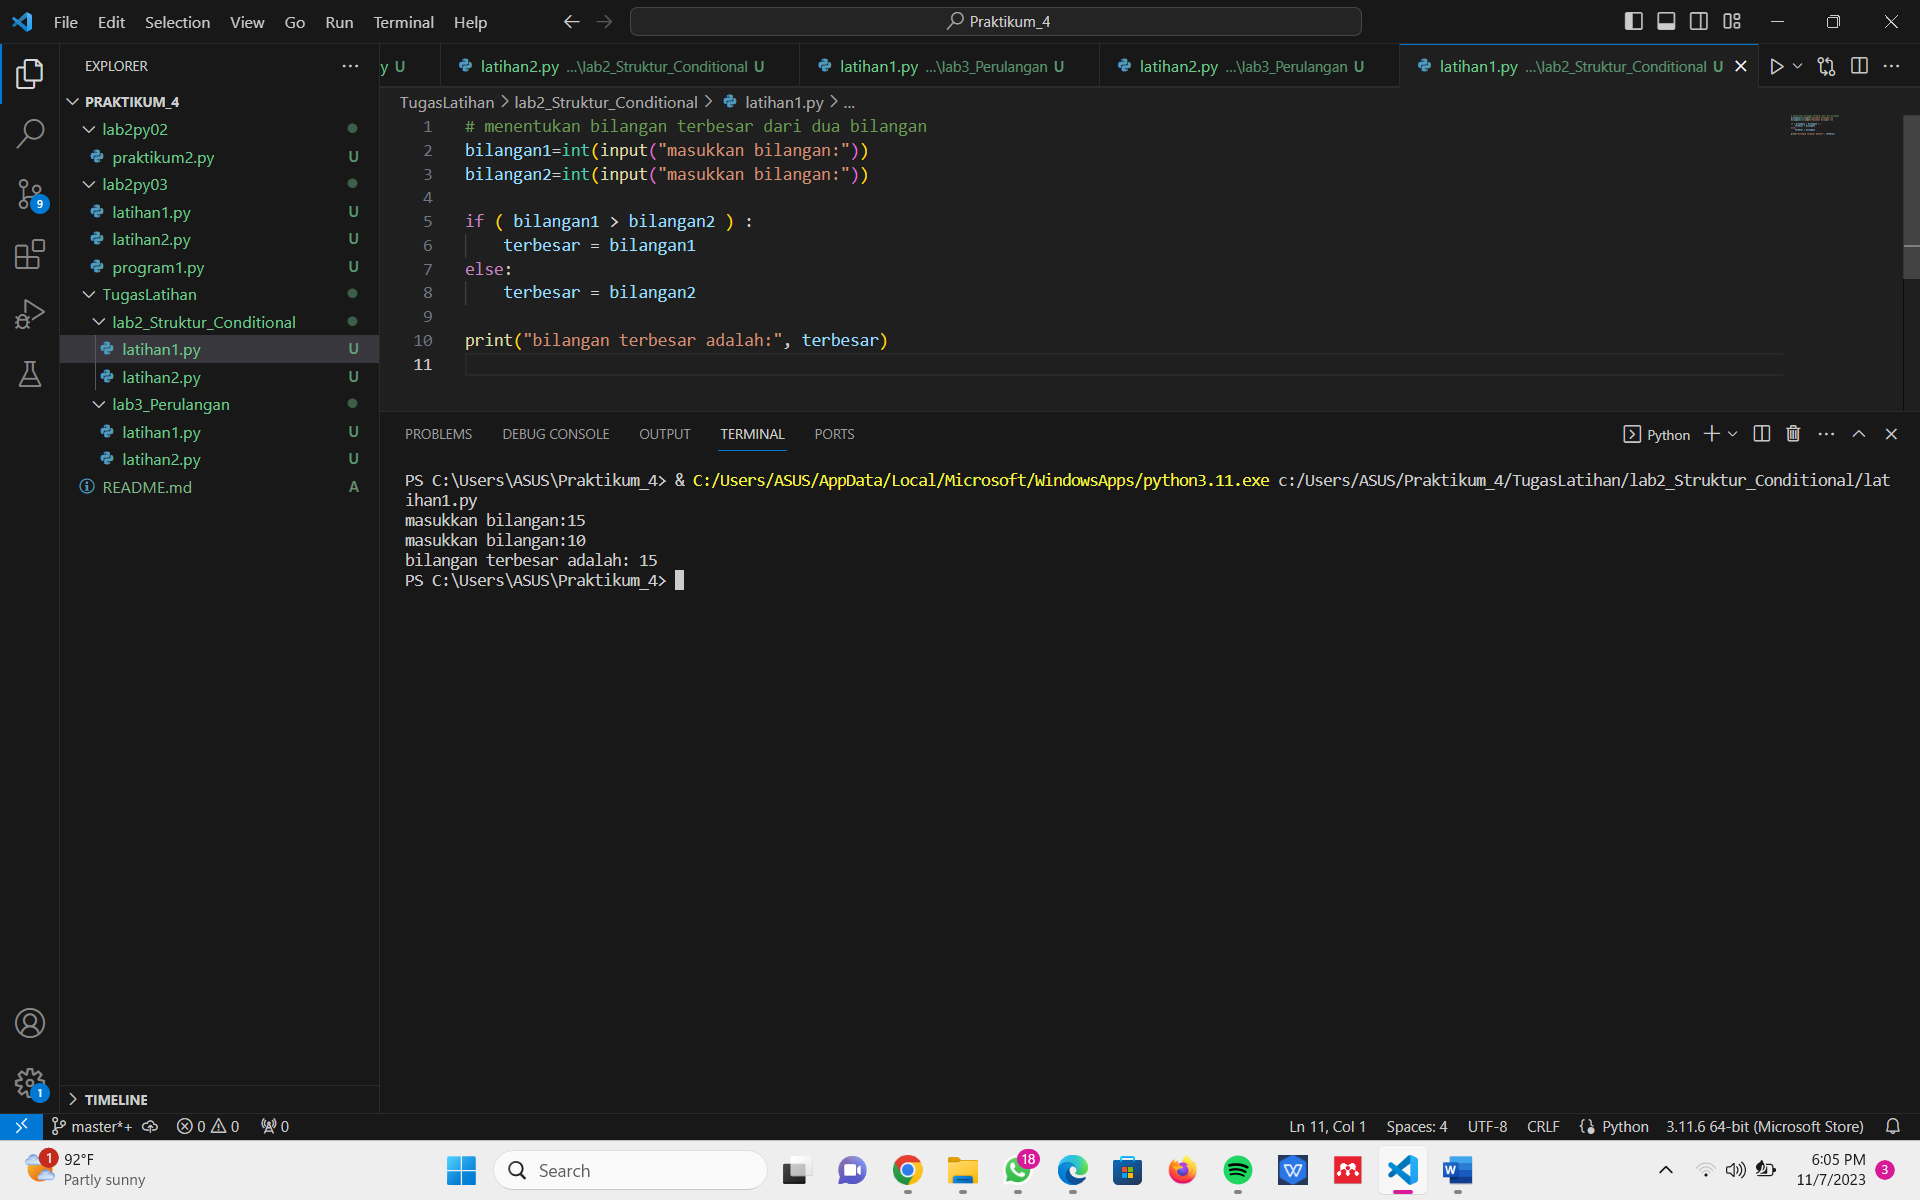 File Edit Selection View Go Run Terminal Help
Praktikum_4
EXPLORER
PRAKTIKUM_4
lab2py02
praktikum2.py U
lab2py03
latihan1.py U
latihan2.py U
program1.py U
TugasLatihan
lab2_Struktur_Conditional
latihan1.py U
latihan2.py U
lab3_Perulangan
latihan1.py U
latihan2.py U
README.md A
TIMELINE
9
1
y U latihan2.py ...\lab2_Struktur_Conditional U latihan1.py ...\lab3_Perulangan U latihan2.py ...\lab3_Perulangan U latihan1.py ...\lab2_Struktur_Conditional U
TugasLatihan > lab2_Struktur_Conditional > latihan1.py > ...
1 # menentukan bilangan terbesar dari dua bilangan
2 bilangan1=int(input("masukkan bilangan:"))
3 bilangan2=int(input("masukkan bilangan:"))
4
5 if ( bilangan1 > bilangan2 ) :
6 terbesar = bilangan1
7 else:
8 terbesar = bilangan2
9
10 print("bilangan terbesar adalah:", terbesar)
11
PROBLEMS DEBUG CONSOLE OUTPUT TERMINAL PORTS
Python
PS C:\Users\ASUS\Praktikum_4> & C:/Users/ASUS/AppData/Local/Microsoft/WindowsApps/python3.11.exe c:/Users/ASUS/Praktikum_4/TugasLatihan/lab2_Struktur_Conditional/lat
ihan1.py
masukkan bilangan:15
masukkan bilangan:10
bilangan terbesar adalah: 15
PS C:\Users\ASUS\Praktikum_4>
master*+ 0 0 0
Ln 11, Col 1 Spaces: 4 UTF-8 CRLF Python 3.11.6 64-bit (Microsoft Store)
1
92°F
Partly sunny
Search
18
6:05 PM
11/7/2023
3